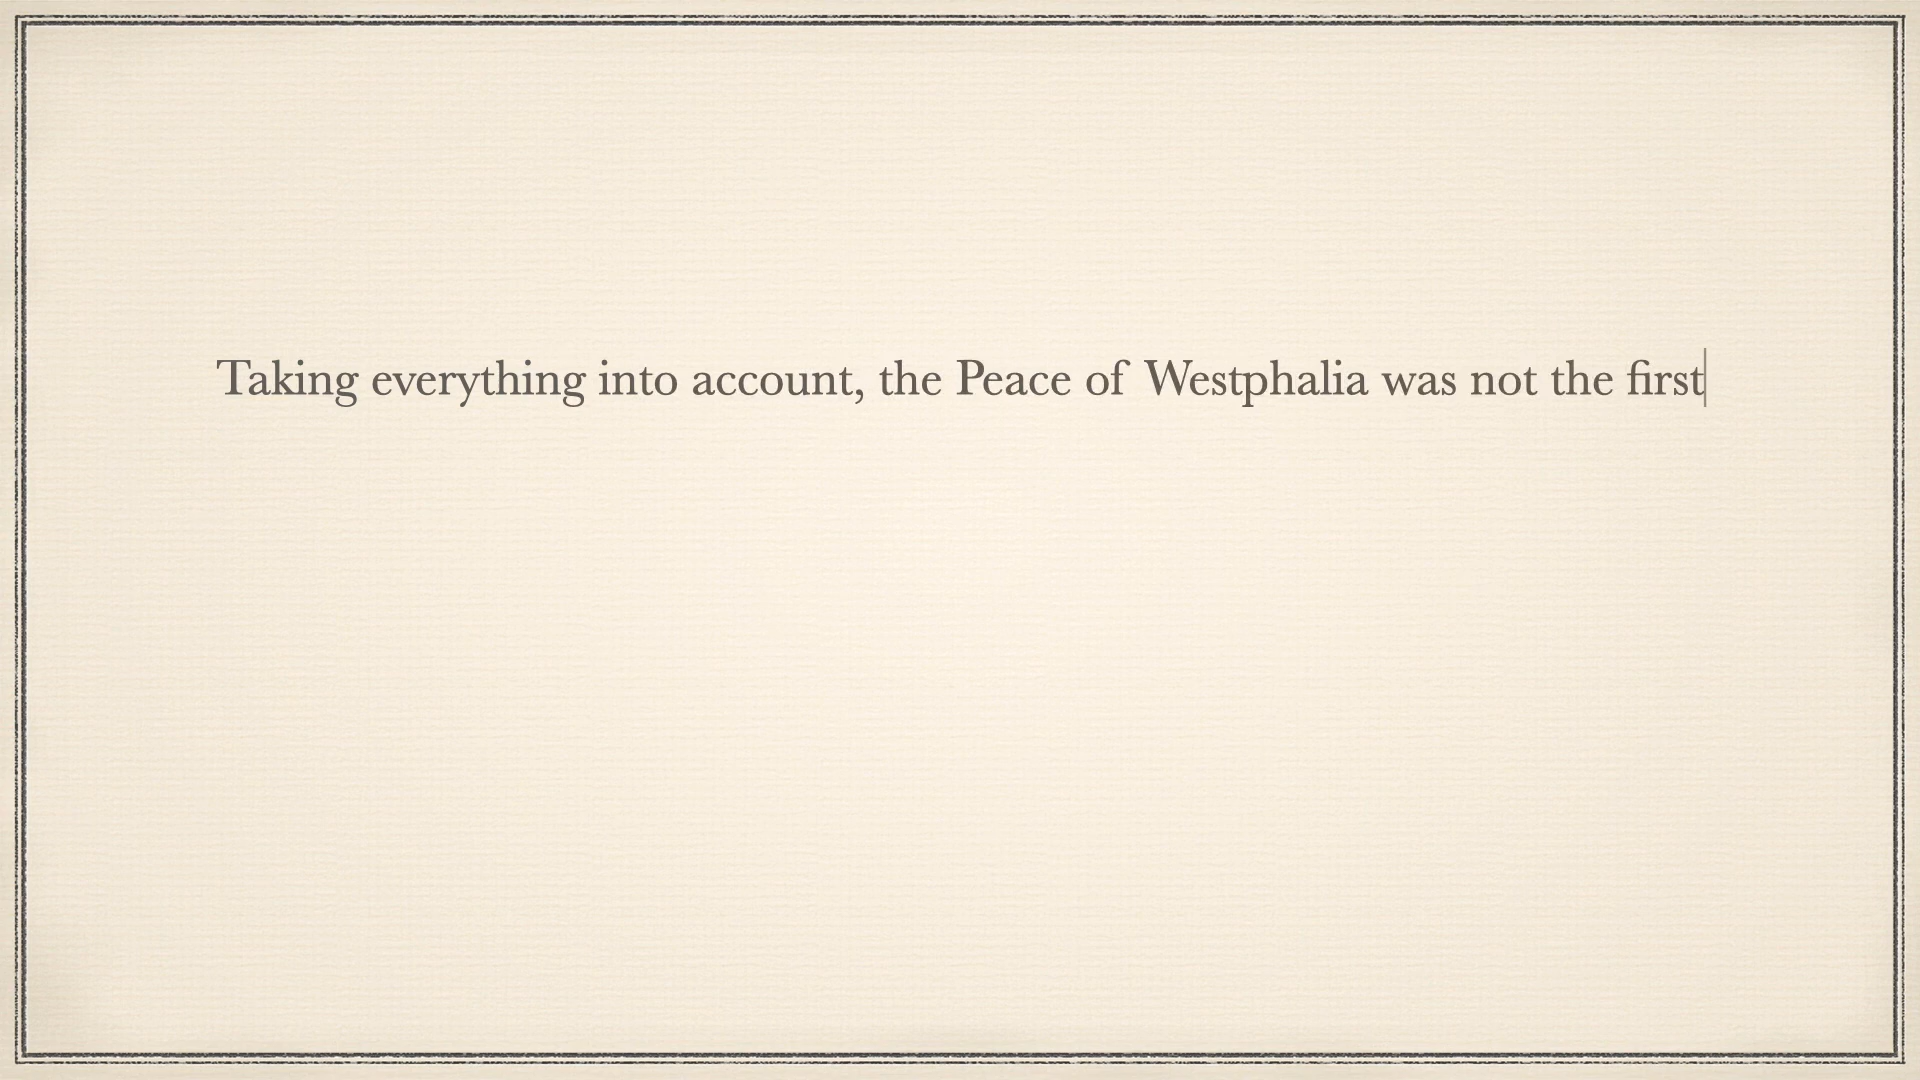 Taking everything into account, the Peace of Westphalia was not the first